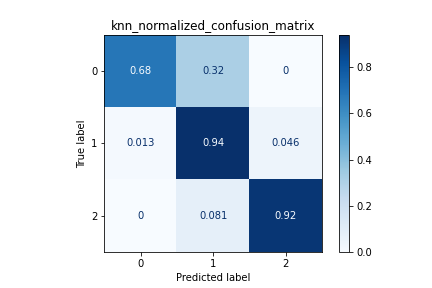 knn_normalized_confusion_matrix
0 0.68 0.32 0
1 0.013 0.94 0.046
2 0 0.081 0.92
0 1 2
True label
Predicted label
0.8
0.6
0.4
0.2
0.0